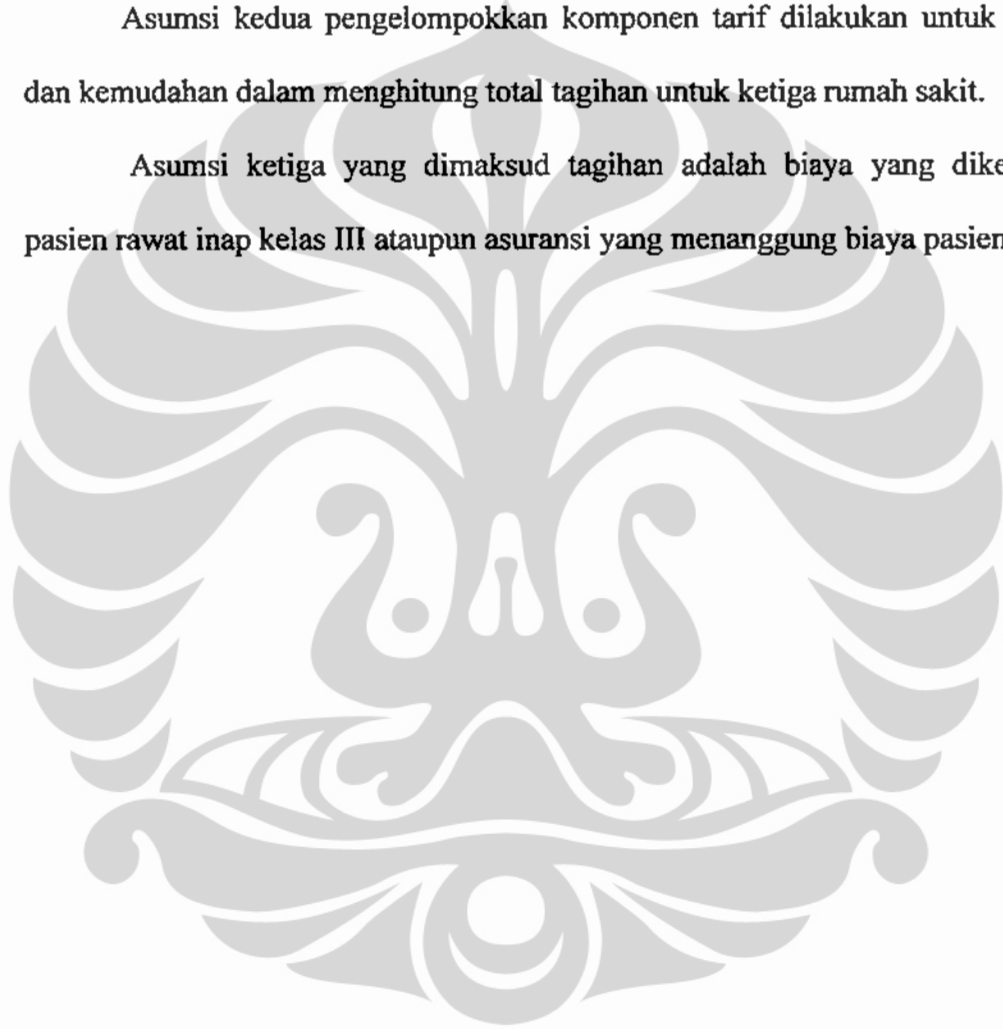 Asumsi kedua pengelompokkan komponen tarif dilakukan untuk
dan kemudahan dalam menghitung total tagihan untuk ketiga rumah sakit.
Asumsi ketiga yang dimaksud tagihan adalah biaya yang dike
pasien rawat inap kelas III ataupun asuransi yang menanggung biaya pasien